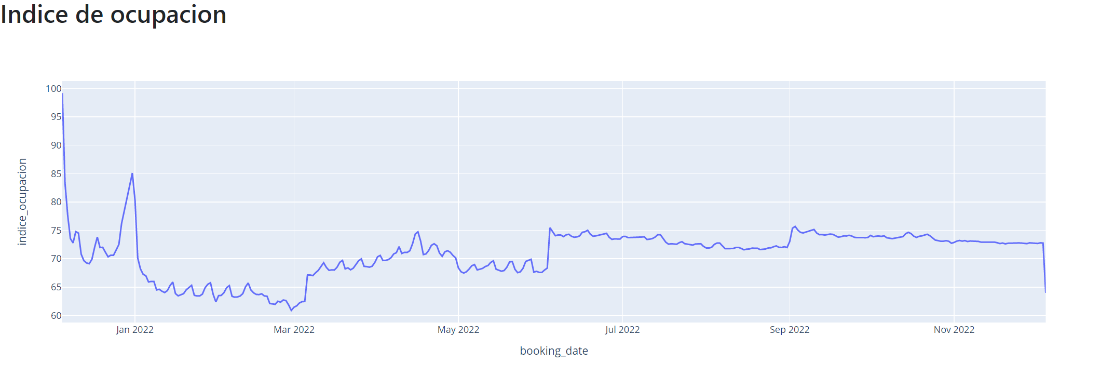 Indice de ocupacion
100
95
90
85
80
75
70
65
60
indice_ocupacion
Jan 2022
Mar 2022
May 2022
Jul 2022
Sep 2022
Nov 2022
booking_date